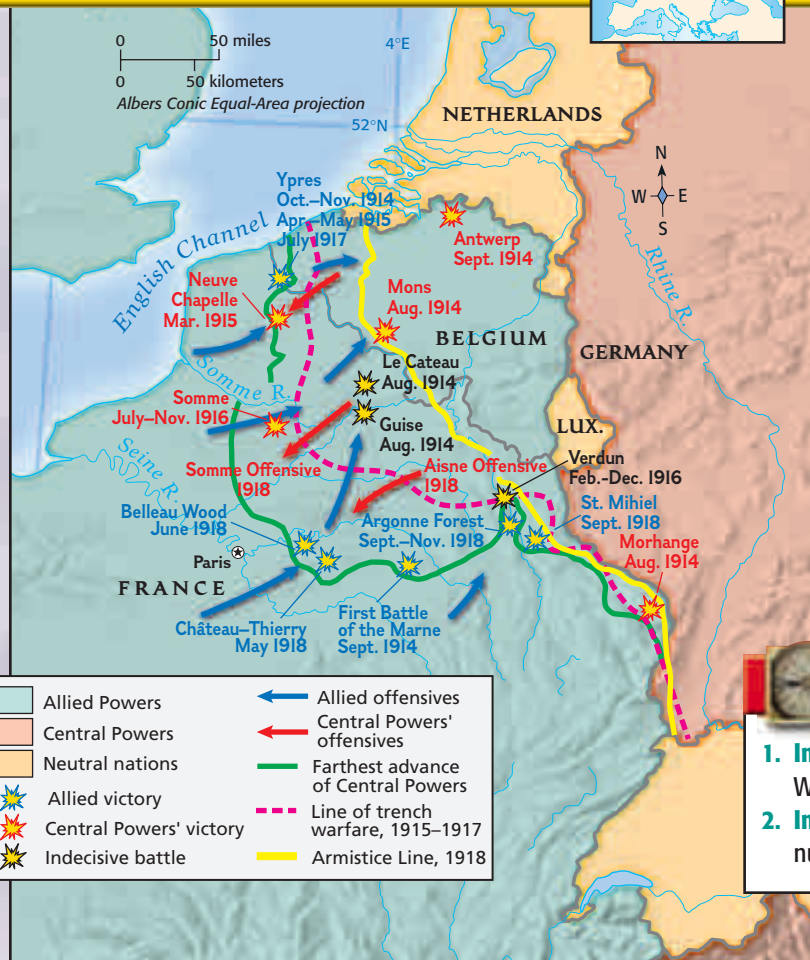 0 50 miles
0 50 kilometers
Albers Conic Equal-Area projection
4°E
52°N
NETHERLANDS
N
W E
S
Ypres
Oct.–Nov. 1914
Apr.–May 1915
July 1917
English Channel
Antwerp
Sept. 1914
Rhine R.
Neuve
Chapelle
Mar. 1915
Mons
Aug. 1914
BELGIUM
GERMANY
Le Cateau
Aug. 1914
Somme R.
Somme
July–Nov. 1916
Guise
Aug. 1914
LUX.
Seine R.
Somme Offensive
1918
Aisne Offensive
1918
Verdun
Feb.-Dec. 1916
Belleau Wood
June 1918
Argonne Forest
Sept.–Nov. 1918
St. Mihiel
Sept. 1918
Morhange
Aug. 1914
Paris
FRANCE
Château–Thierry
May 1918
First Battle
of the Marne
Sept. 1914
Allied Powers
Central Powers
Neutral nations
Allied victory
Central Powers' victory
Indecisive battle
Allied offensives
Central Powers'
offensives
Farthest advance
of Central Powers
Line of trench
warfare, 1915–1917
Armistice Line, 1918
1.
2.